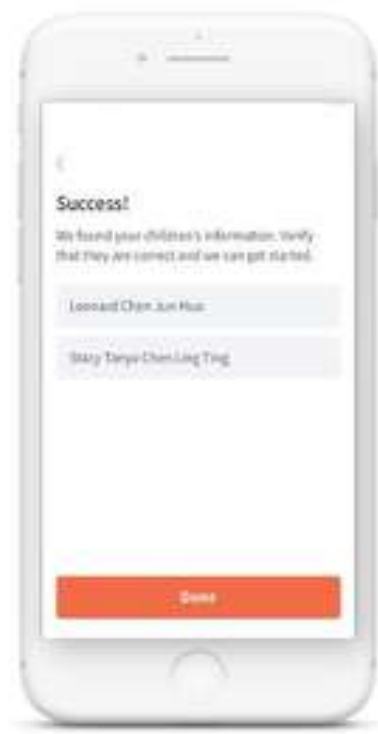 Success!
We found your children's information. Verify
that they are correct and we can get started.
Leonard Chen Jun Hua
Stacy Tanya Chen Ling Ting
Done